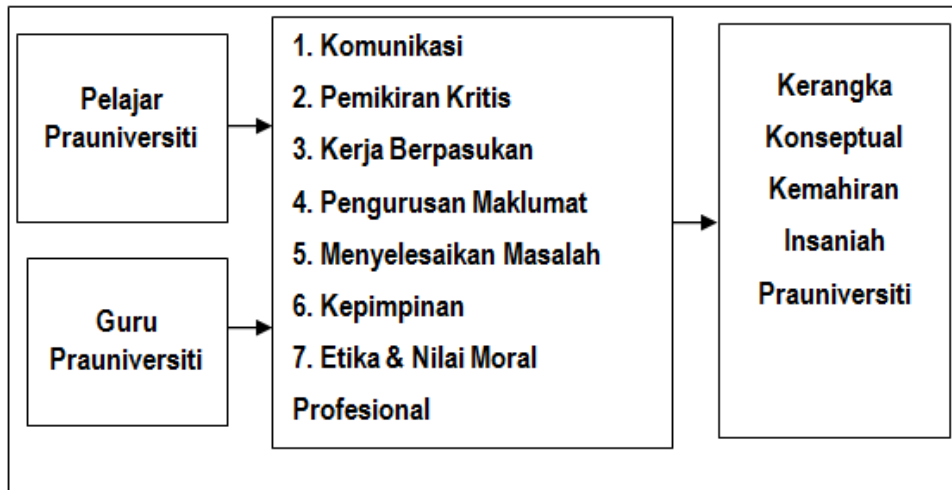 Pelajar
Prauniversiti
Guru
Prauniversiti
1. Komunikasi
2. Pemikiran Kritis
3. Kerja Berpasukan
4. Pengurusan Maklumat
5. Menyelesaikan Masalah
6. Kepimpinan
7. Etika & Nilai Moral
Profesional
Kerangka
Konseptual
Kemahiran
Insaniah
Prauniversiti